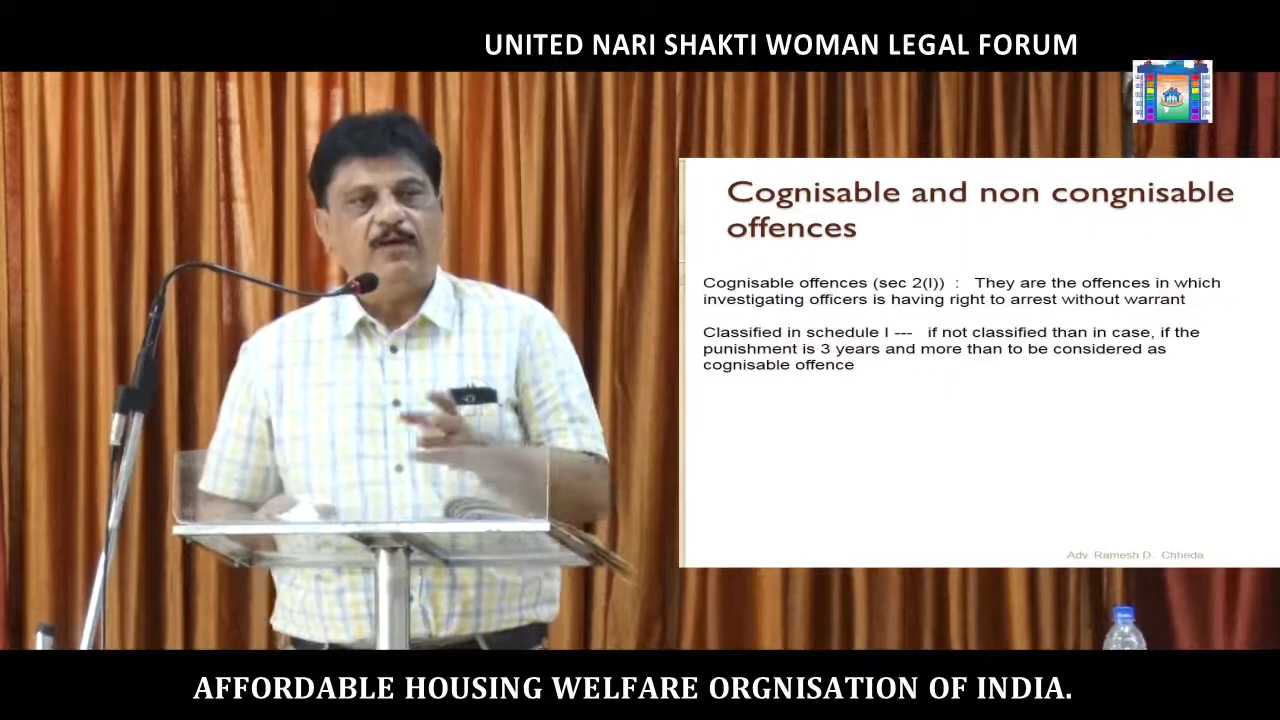 UNITED NARI SHAKTI WOMAN LEGAL FORUM
Cognisable and non congnisable
offences
Cognisable offences (sec 2(l)) : They are the offences in which
investigating officers is having right to arrest without warrant
Classified in schedule I --- if not classified than in case, if the
punishment is 3 years and more than to be considered as
cognisable offence
Adv. Ramesh D. Chheda
AFFORDABLE HOUSING WELFARE ORGNISATION OF INDIA.